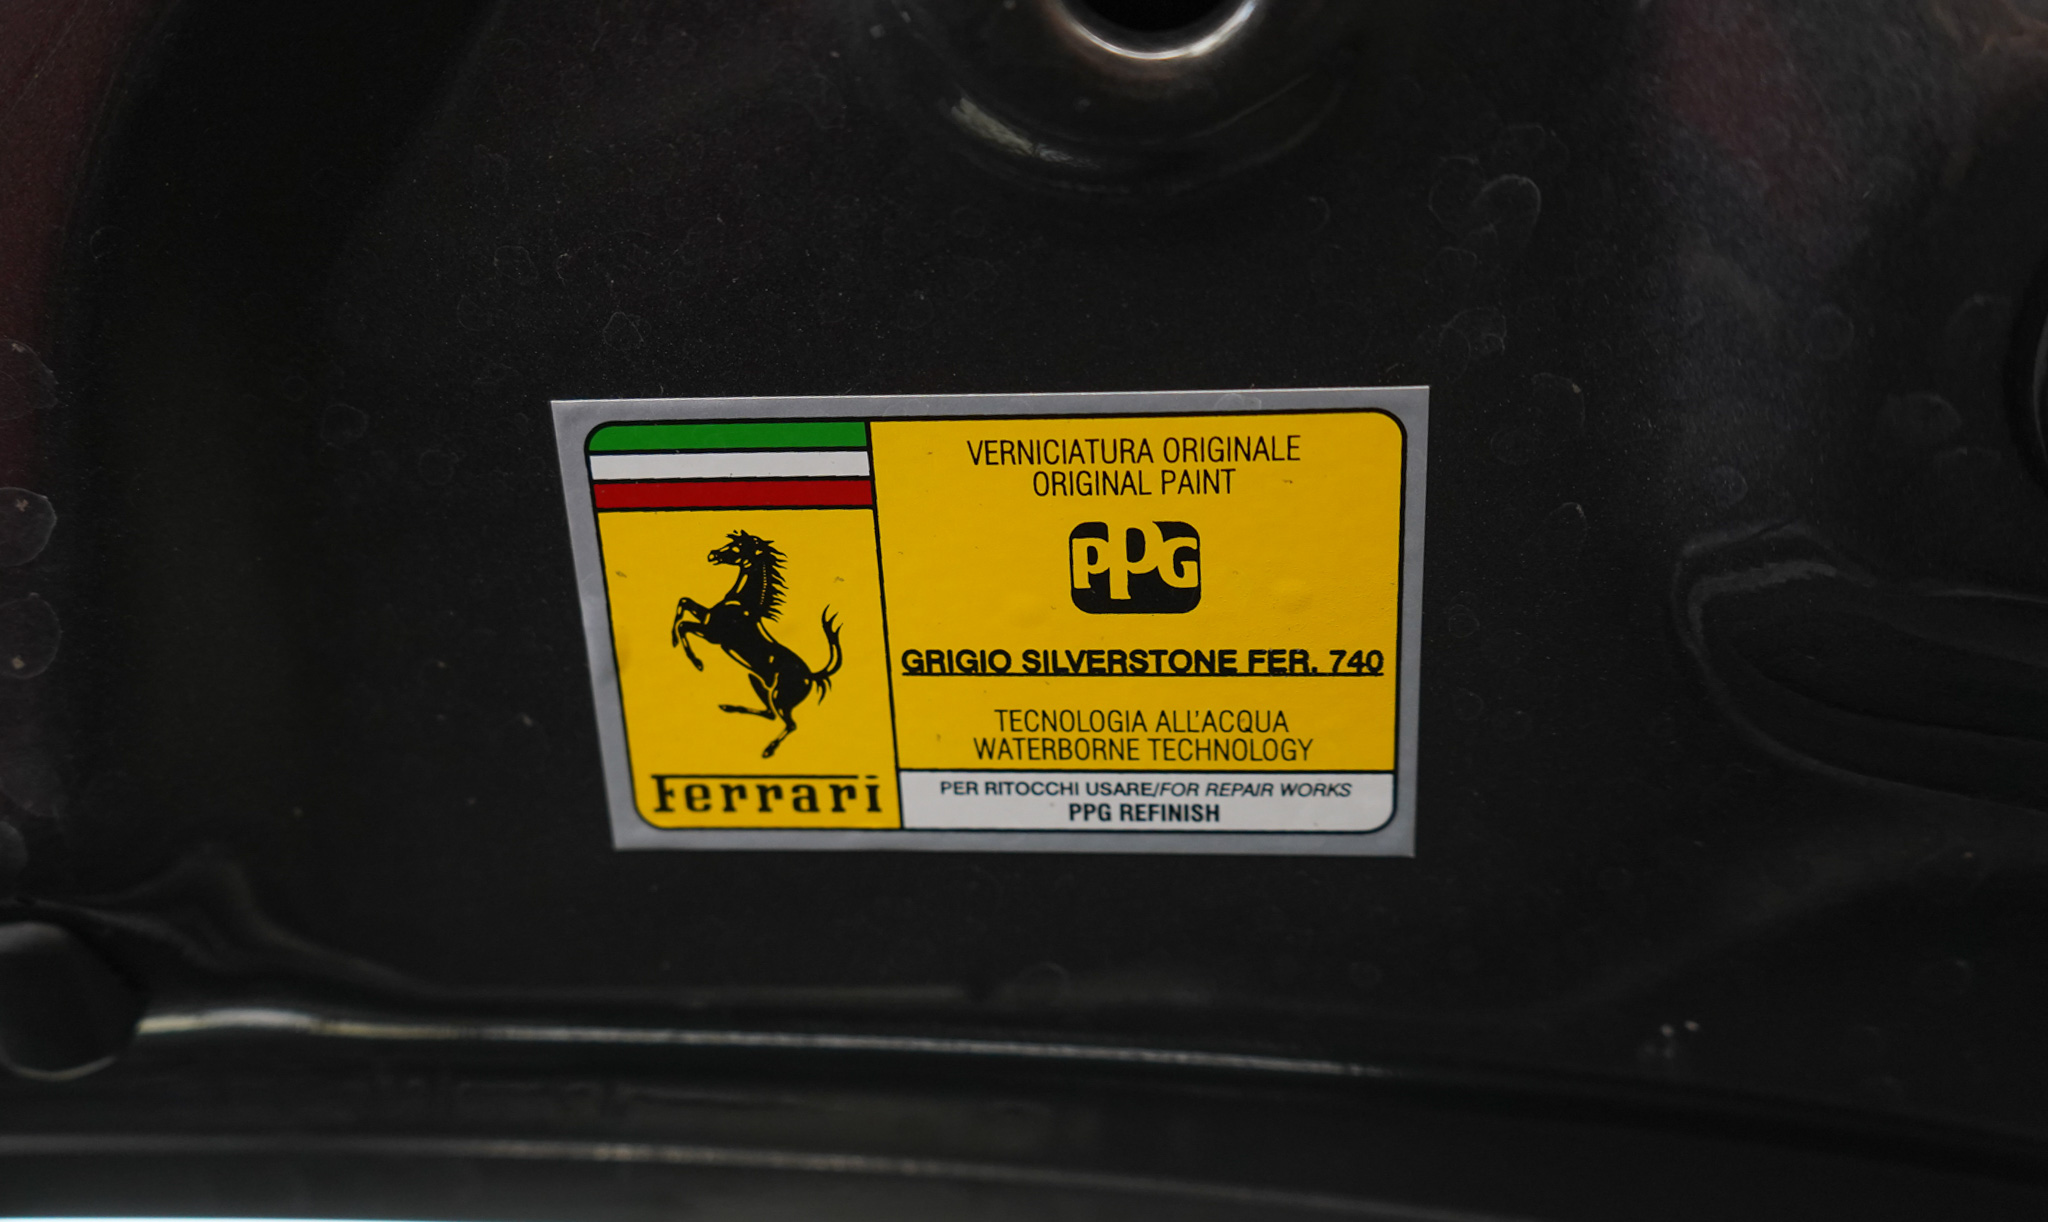 VERNICIATURA ORIGINALE
ORIGINAL PAINT
PPG
GRIGIO SILVERSTONE FER. 740
TECNOLOGIA ALL'ACQUA
WATERBORNE TECHNOLOGY
PER RITOCCHI USARE/FOR REPAIR WORKS
PPG REFINISH
Ferrari